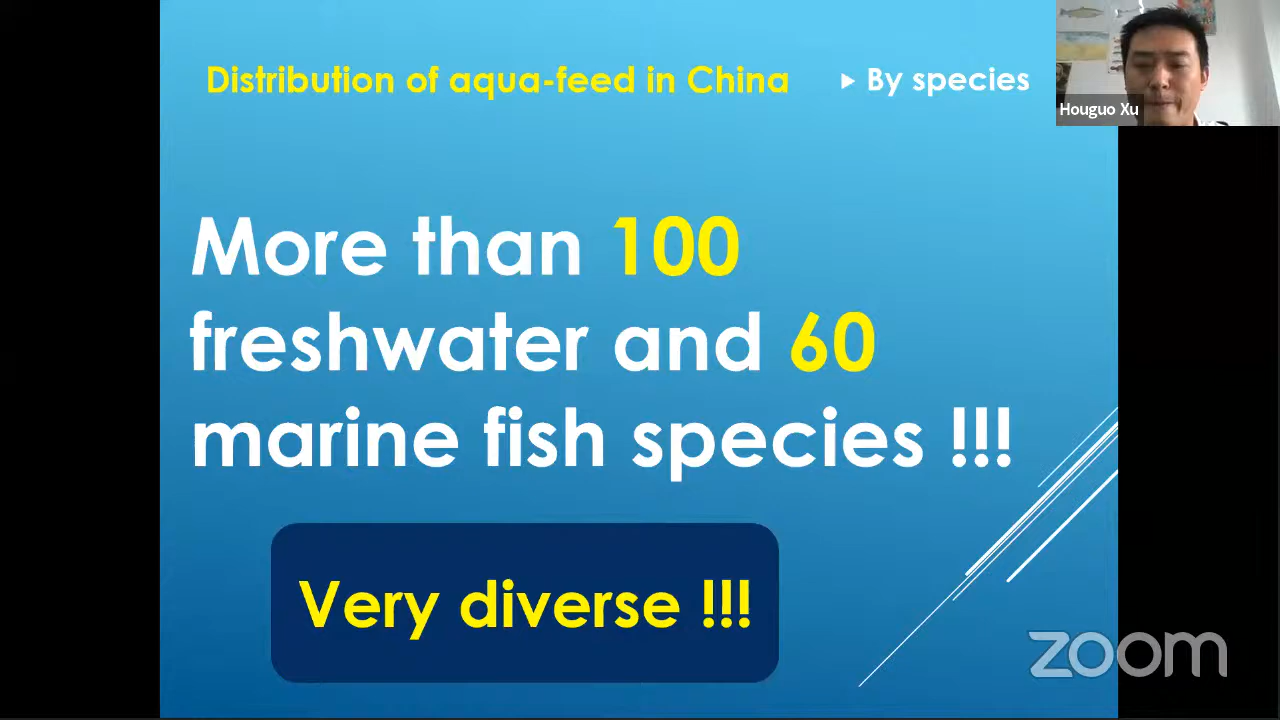 Distribution of aqua-feed in China
By species
Houguo Xu
More than 100
freshwater and 60
marine fish species !!!
Very diverse !!!
zoom